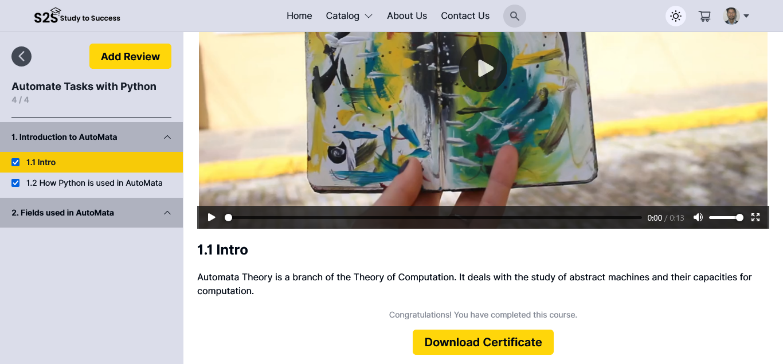 S2S Study to Success
Home Catalog About Us Contact Us
Add Review
Automate Tasks with Python
4 / 4
1. Introduction to AutoMata
1.1 Intro
1.2 How Python is used in AutoMata
2. Fields used in AutoMata
0:00 / 0:13
1.1 Intro
Automata Theory is a branch of the Theory of Computation. It deals with the study of abstract machines and their capacities for
computation.
Congratulations! You have completed this course.
Download Certificate